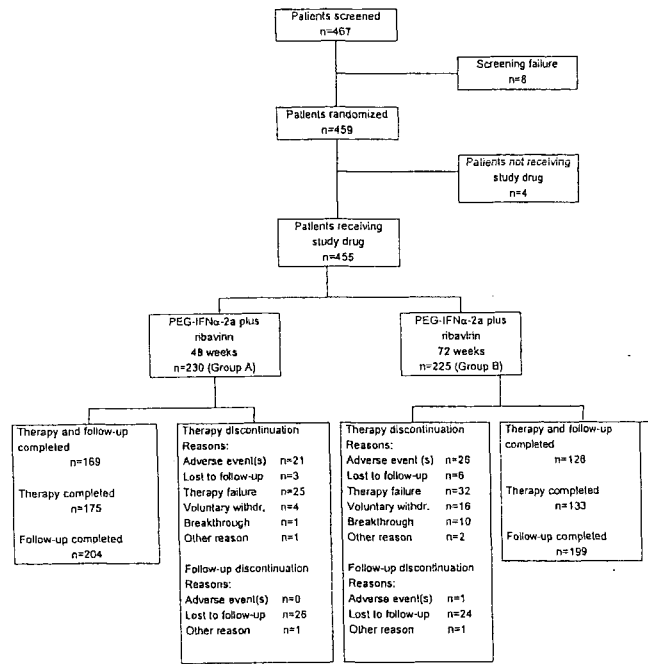 Patients screened
n=467
Screening failure
n=8
Patients randomized
n=459
Patients not receiving
study drug
n=4
Patients receiving
study drug
n=455
PEG-IFNα-2a plus
ribavirin
48 weeks
n=230 (Group A)
PEG-IFNα-2a plus
ribavirin
72 weeks
n=225 (Group B)
Therapy and follow-up
completed
n=169
Therapy completed
n=175
Follow-up completed
n=204
Therapy discontinuation
Reasons:
Adverse event(s) n=21
Lost to follow-up n=3
Therapy failure n=25
Voluntary withdr. n=4
Breakthrough n=1
Other reason n=1
Follow-up discontinuation
Reasons:
Adverse event(s) n=0
Lost to follow-up n=26
Other reason n=1
Therapy discontinuation
Reasons:
Adverse event (s) n=26
Lost to follow-up n=6
Therapy failure n=32
Voluntary withdr. n=16
Breakthrough n=10
Other reason n=2
Follow-up discontinuation
Reasons:
Adverse event(s) n=1
Lost to follow-up n=24
Other reason n=1
Therapy and follow-up
completed
n=126
Therapy completed
n=133
Follow-up completed
n=199